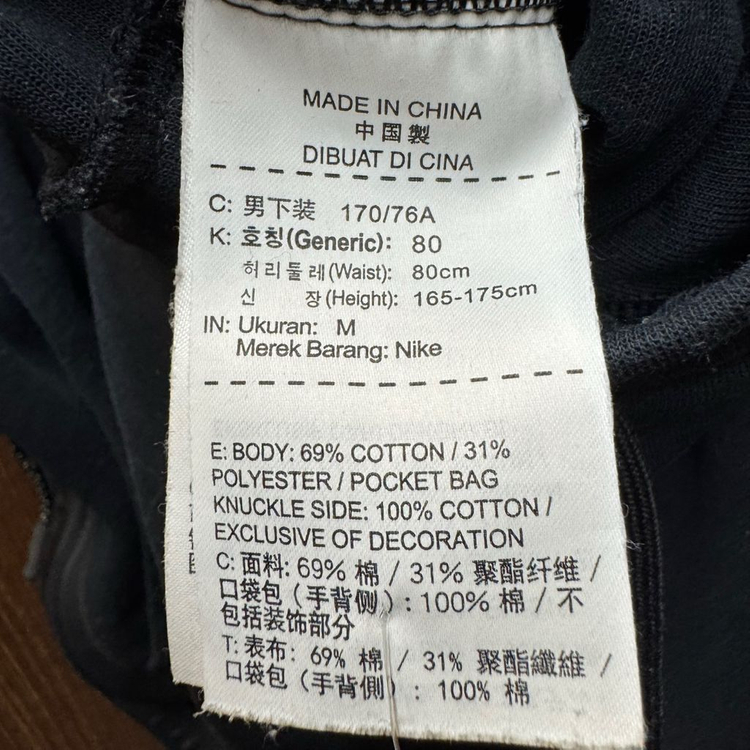 MADE IN CHINA
中国製
DIBUAT DI CINA
C: 男下装 170/76A
K: 호칭(Generic): 80
허리둘레(Waist): 80cm
신 장(Height): 165-175cm
IN: Ukuran: M
Merek Barang: Nike
E: BODY: 69% COTTON / 31%
POLYESTER / POCKET BAG
KNUCKLE SIDE: 100% COTTON /
EXCLUSIVE OF DECORATION
C: 面料: 69% 棉 / 31% 聚酯纤维 /
口袋包 (手背侧) : 100% 棉 / 不
包括装饰部分
T: 表布: 69% 棉 / 31% 聚酯纖維 /
口袋包 (手背側) : 100% 棉